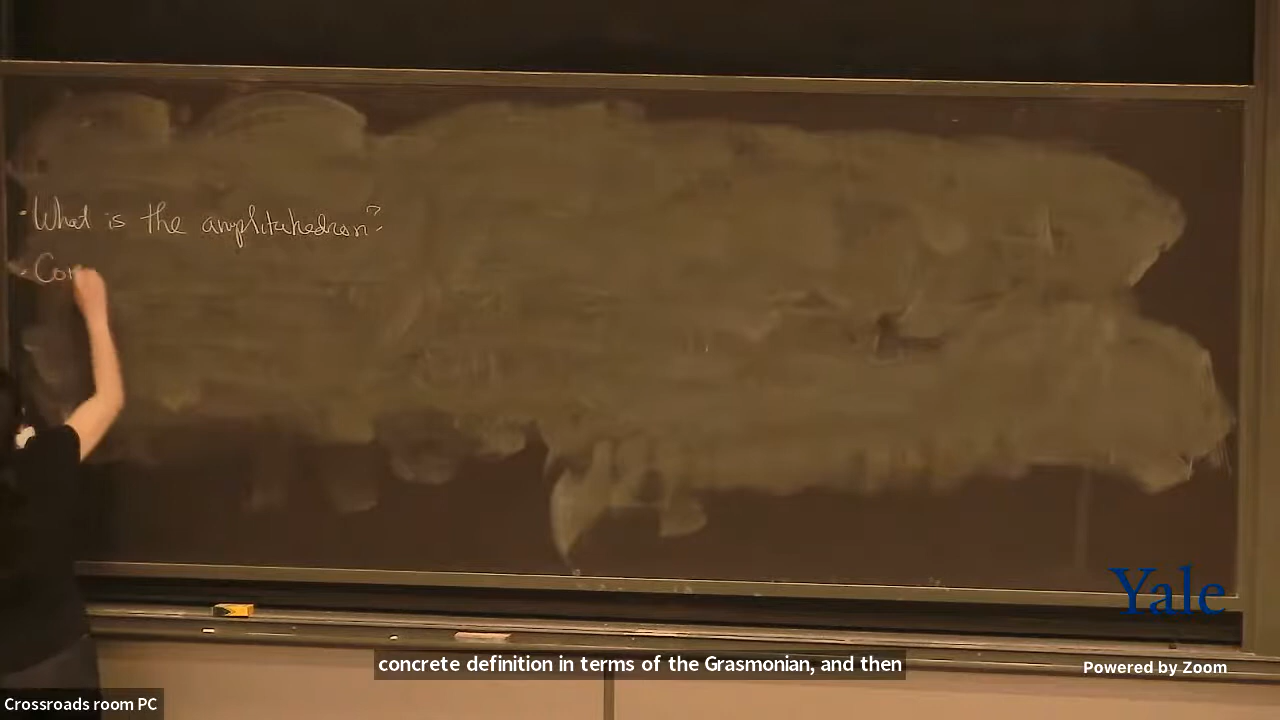 · What is the amplituhedron?
· Con
Yale
concrete definition in terms of the Grasmonian, and then
Powered by Zoom
Crossroads room PC